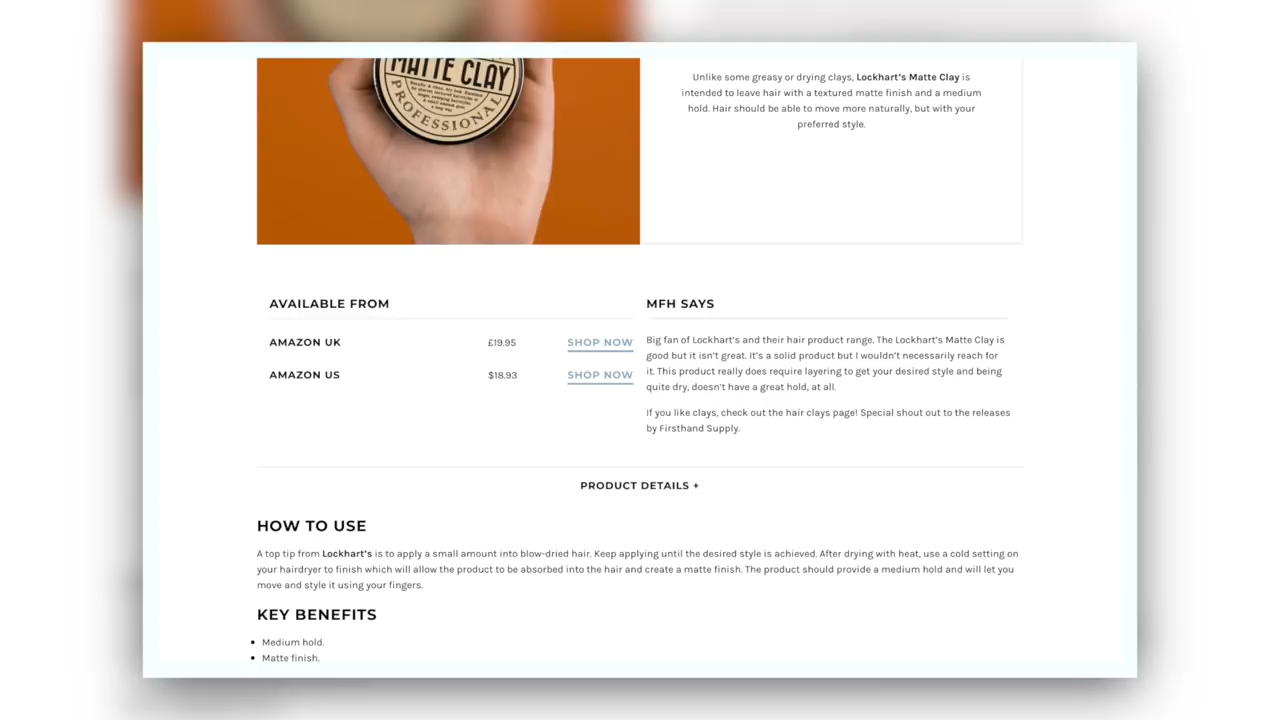 MATTE CLAY
PROFESSIONAL
Unlike some greasy or drying clays, Lockhart's Matte Clay is
intended to leave hair with a textured matte finish and a medium
hold. Hair should be able to move more naturally, but with your
preferred style.
AVAILABLE FROM
AMAZON UK £19.95 SHOP NOW
AMAZON US $18.93 SHOP NOW
MFH SAYS
Big fan of Lockhart's and their hair product range. The Lockhart's Matte Clay is
good but it isn't great. It's a solid product but I wouldn't necessarily reach for
it. This product really does require layering to get your desired style and being
quite dry, doesn't have a great hold, at all.
If you like clays, check out the hair clays page! Special shout out to the releases
by Firsthand Supply.
PRODUCT DETAILS +
HOW TO USE
A top tip from Lockhart's is to apply a small amount into blow-dried hair. Keep applying until the desired style is achieved. After drying with heat, use a cold setting on
your hairdryer to finish which will allow the product to be absorbed into the hair and create a matte finish. The product should provide a medium hold and will let you
move and style it using your fingers.
KEY BENEFITS
• Medium hold.
• Matte finish.